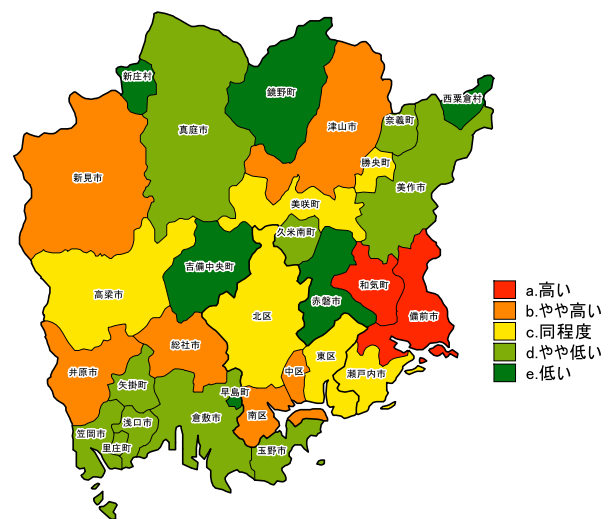 新庄村
鏡野町
西粟倉村
真庭市
津山市
奈義町
勝央町
新見市
美作市
美咲町
久米南町
吉備中央町
和気町
高梁市
赤磐市
北区
備前市
総社市
東区
井原市
中区
瀬戸内市
矢掛町
早島町
倉敷市
南区
浅口市
笠岡市
里庄町
玉野市
a.高い
b.やや高い
c.同程度
d.やや低い
e.低い